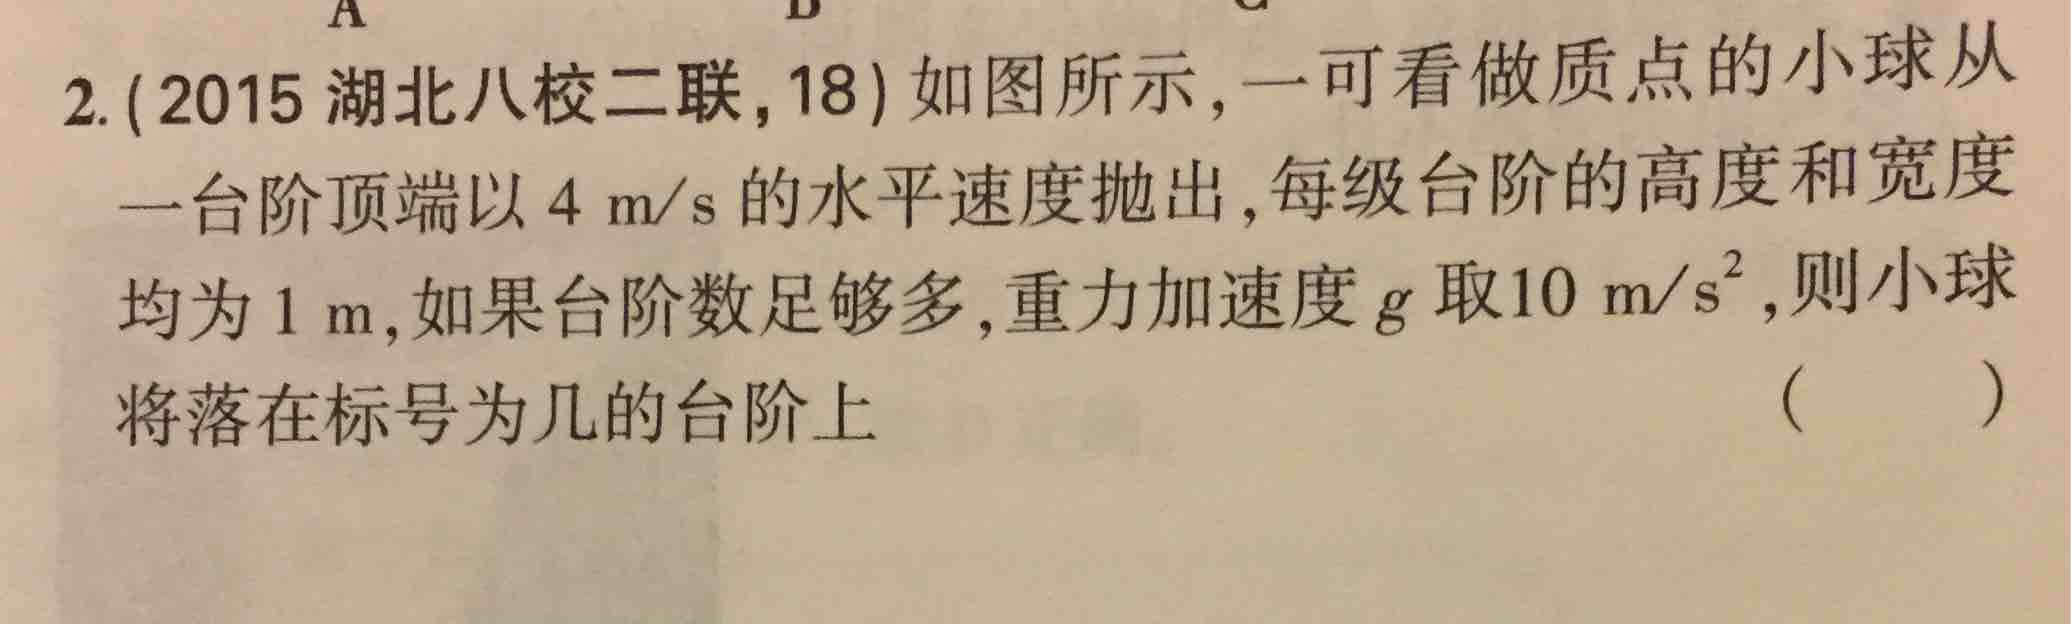 A B C
2.(2015 湖北八校二联,18)如图所示,一可看做质点的小球从
一台阶顶端以 4 m/s 的水平速度抛出,每级台阶的高度和宽度
均为 1 m,如果台阶数足够多,重力加速度 g 取10 m/s²,则小球
将落在标号为几的台阶上 ( )